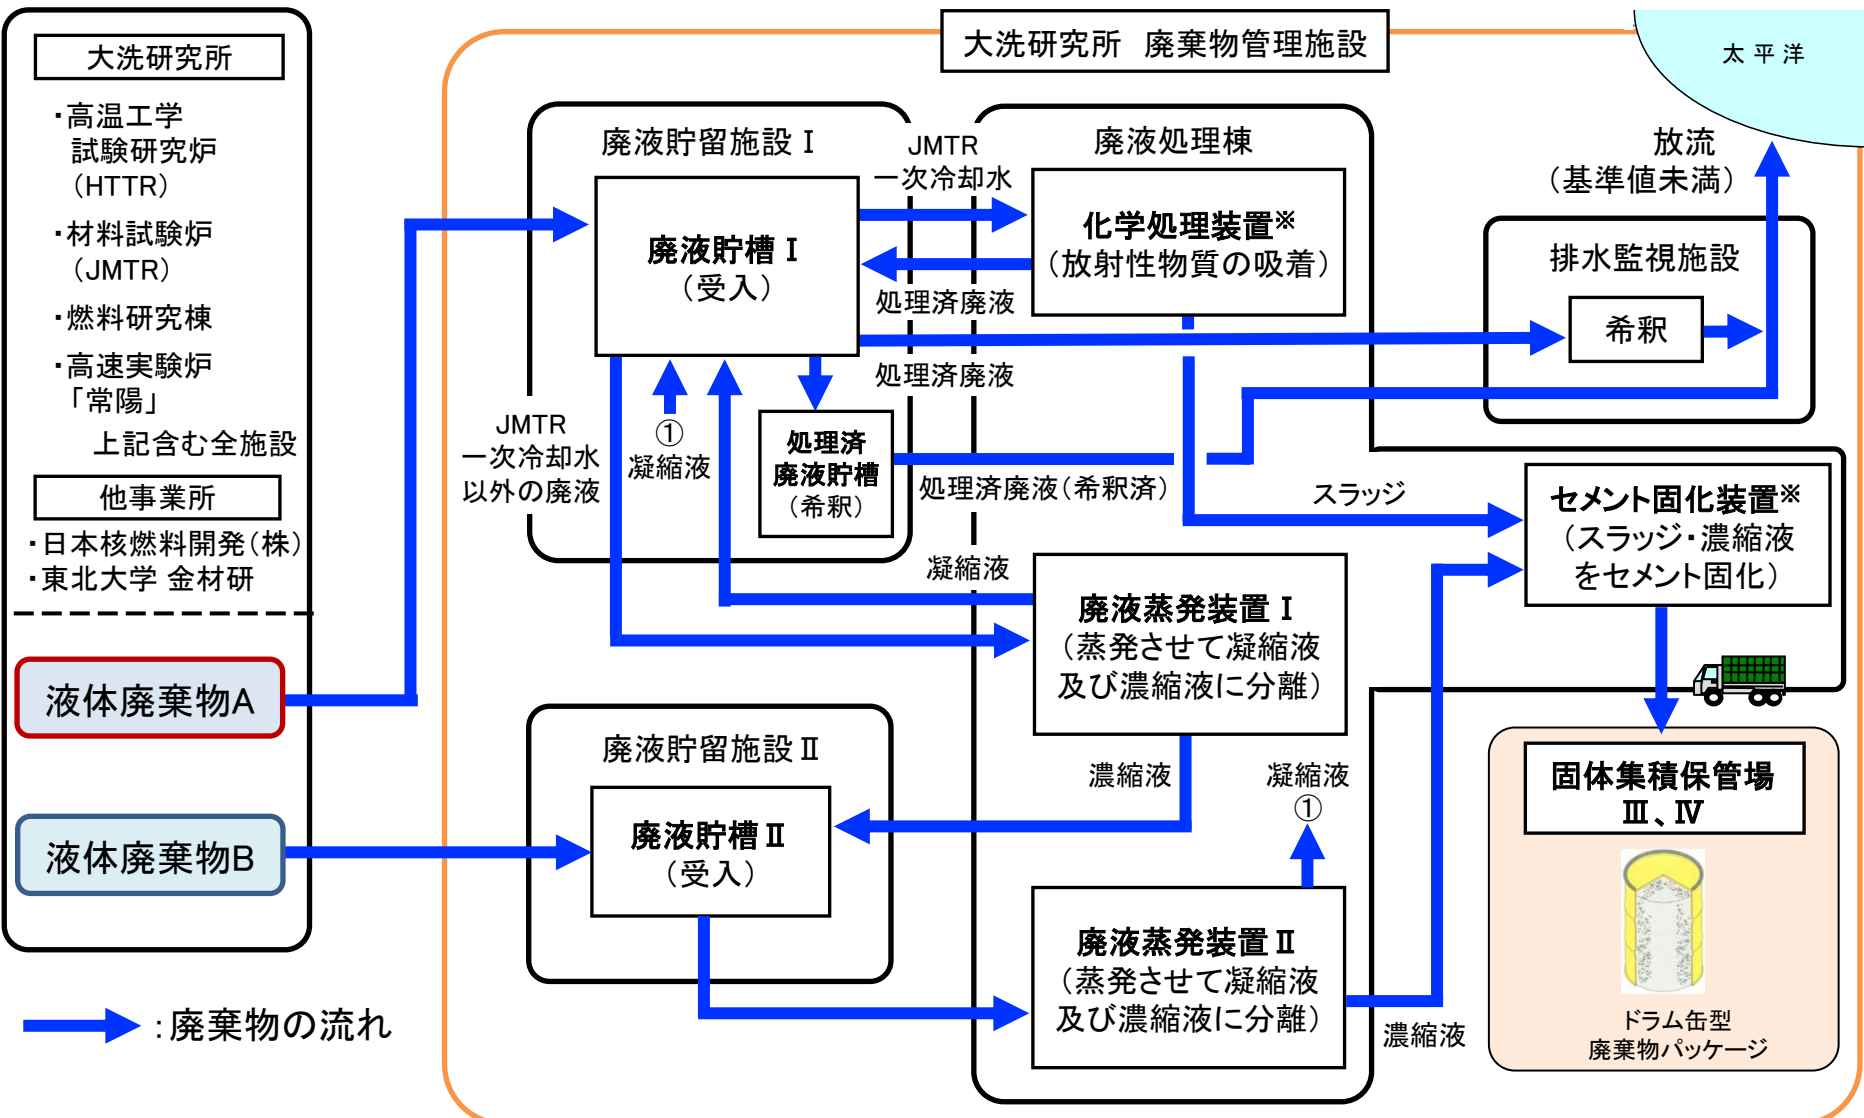 大洗研究所
・高温工学
試験研究炉
（HTTR）
・材料試験炉
（JMTR）
・燃料研究棟
・高速実験炉
「常陽」
上記含む全施設
他事業所
・日本核燃料開発（株）
・東北大学 金材研
液体廃棄物A
液体廃棄物B
：廃棄物の流れ
大洗研究所　廃棄物管理施設
太 平 洋
廃液貯留施設Ⅰ
廃液貯槽Ⅰ
（受入）
JMTR
一次冷却水
処理済廃液
処理済廃液
JMTR
一次冷却水
以外の廃液
①
凝縮液
処理済
廃液貯槽
（希釈）
処理済廃液（希釈済）
凝縮液
廃液処理棟
化学処理装置※
（放射性物質の吸着）
放流
（基準値未満）
排水監視施設
希釈
スラッジ
セメント固化装置※
（スラッジ・濃縮液
をセメント固化）
廃液蒸発装置Ⅰ
（蒸発させて凝縮液
及び濃縮液に分離）
濃縮液
凝縮液
①
廃液貯留施設Ⅱ
廃液貯槽Ⅱ
（受入）
廃液蒸発装置Ⅱ
（蒸発させて凝縮液
及び濃縮液に分離）
濃縮液
固体集積保管場
Ⅲ、Ⅳ
ドラム缶型
廃棄物パッケージ